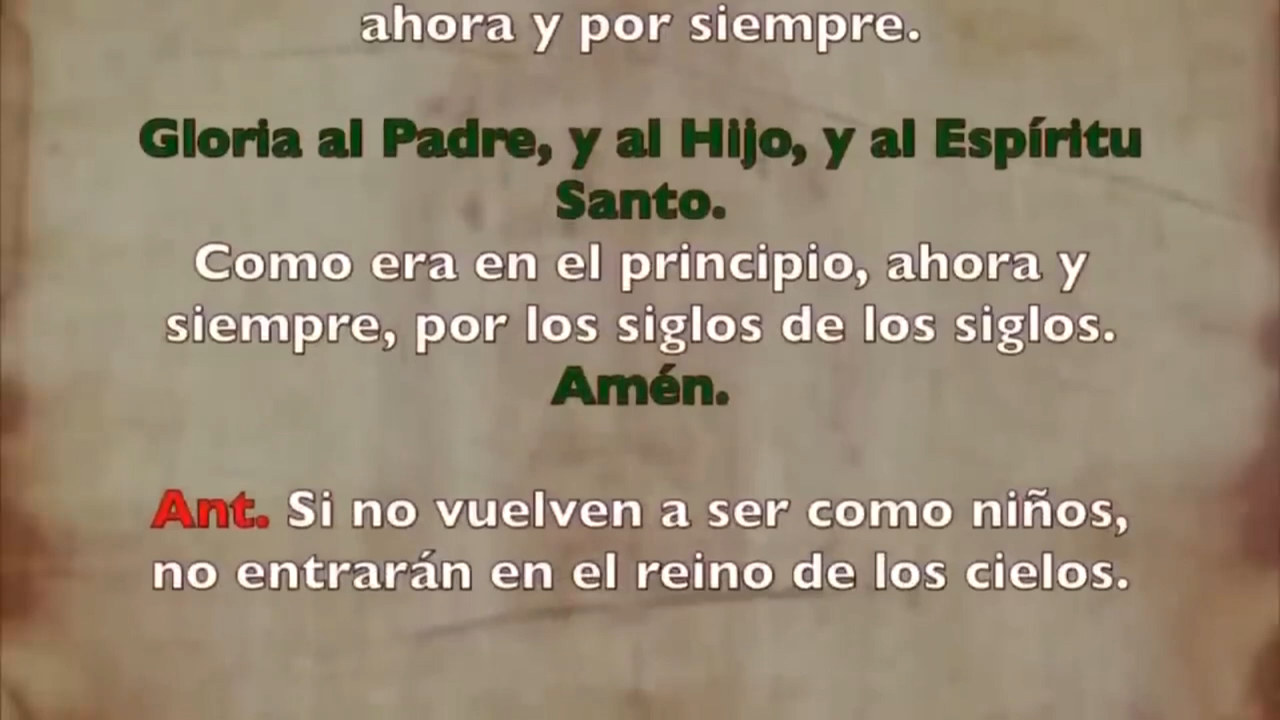 ahora y por siempre.
Gloria al Padre, y al Hijo, y al Espíritu
Santo.
Como era en el principio, ahora y
siempre, por los siglos de los siglos.
Amén.
Ant. Si no vuelven a ser como niños,
no entrarán en el reino de los cielos.